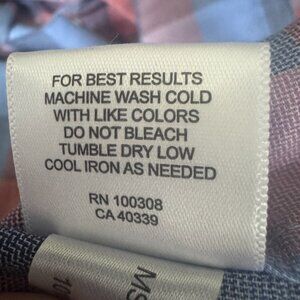 FOR BEST RESULTS
MACHINE WASH COLD
WITH LIKE COLORS
DO NOT BLEACH
TUMBLE DRY LOW
COOL IRON AS NEEDED
RN 100308
CA 40339